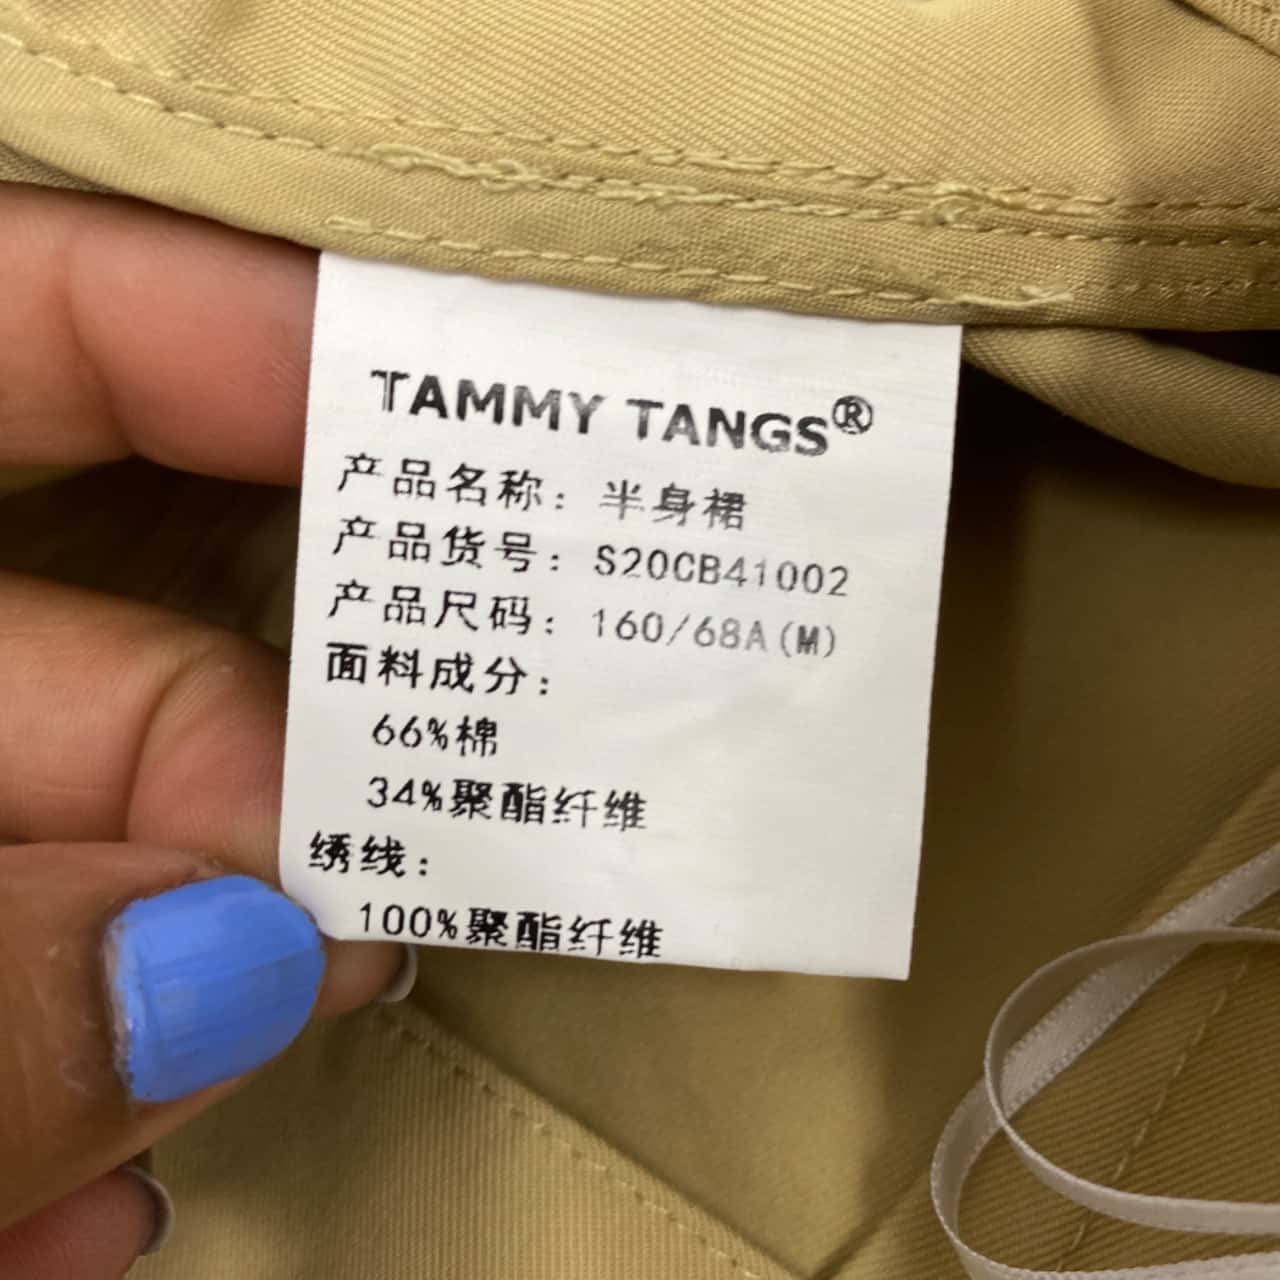 TAMMY TANGS®
产品名称：半身裙
产品货号：S20CB41002
产品尺码：160/68A(M)
面料成分：
66%棉
34%聚酯纤维
绣线：
100%聚酯纤维